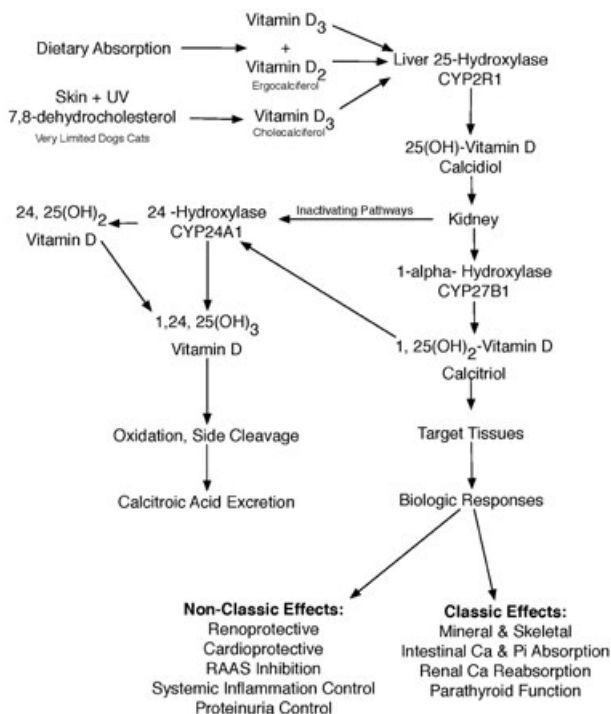 Vitamin D3
Dietary Absorption
+
Vitamin D2
Ergocalciferol
Liver 25-Hydroxylase
CYP2R1
Skin + UV
7,8-dehydrocholesterol
Very Limited Dogs Cats
Vitamin D3
Cholecalciferol
25(OH)-Vitamin D
Calcidiol
24, 25(OH)2
Vitamin D
24 -Hydroxylase
CYP24A1
Inactivating Pathways
Kidney
1-alpha- Hydroxylase
CYP27B1
1,24, 25(OH)3
Vitamin D
1, 25(OH)2-Vitamin D
Calcitriol
Oxidation, Side Cleavage
Target Tissues
Calcitroic Acid Excretion
Biologic Responses
Non-Classic Effects:
Renoprotective
Cardioprotective
RAAS Inhibition
Systemic Inflammation Control
Proteinuria Control
Classic Effects:
Mineral & Skeletal
Intestinal Ca & Pi Absorption
Renal Ca Reabsorption
Parathyroid Function